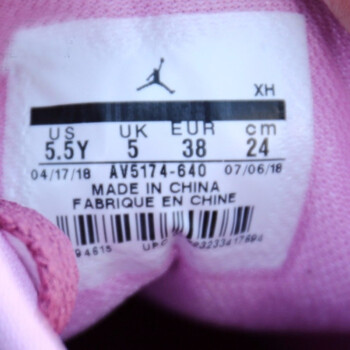 XH
US UK EUR cm
5.5Y 5 38 24
04/17/18 AV5174-640 07/06/18
MADE IN CHINA
FABRIQUE EN CHINE